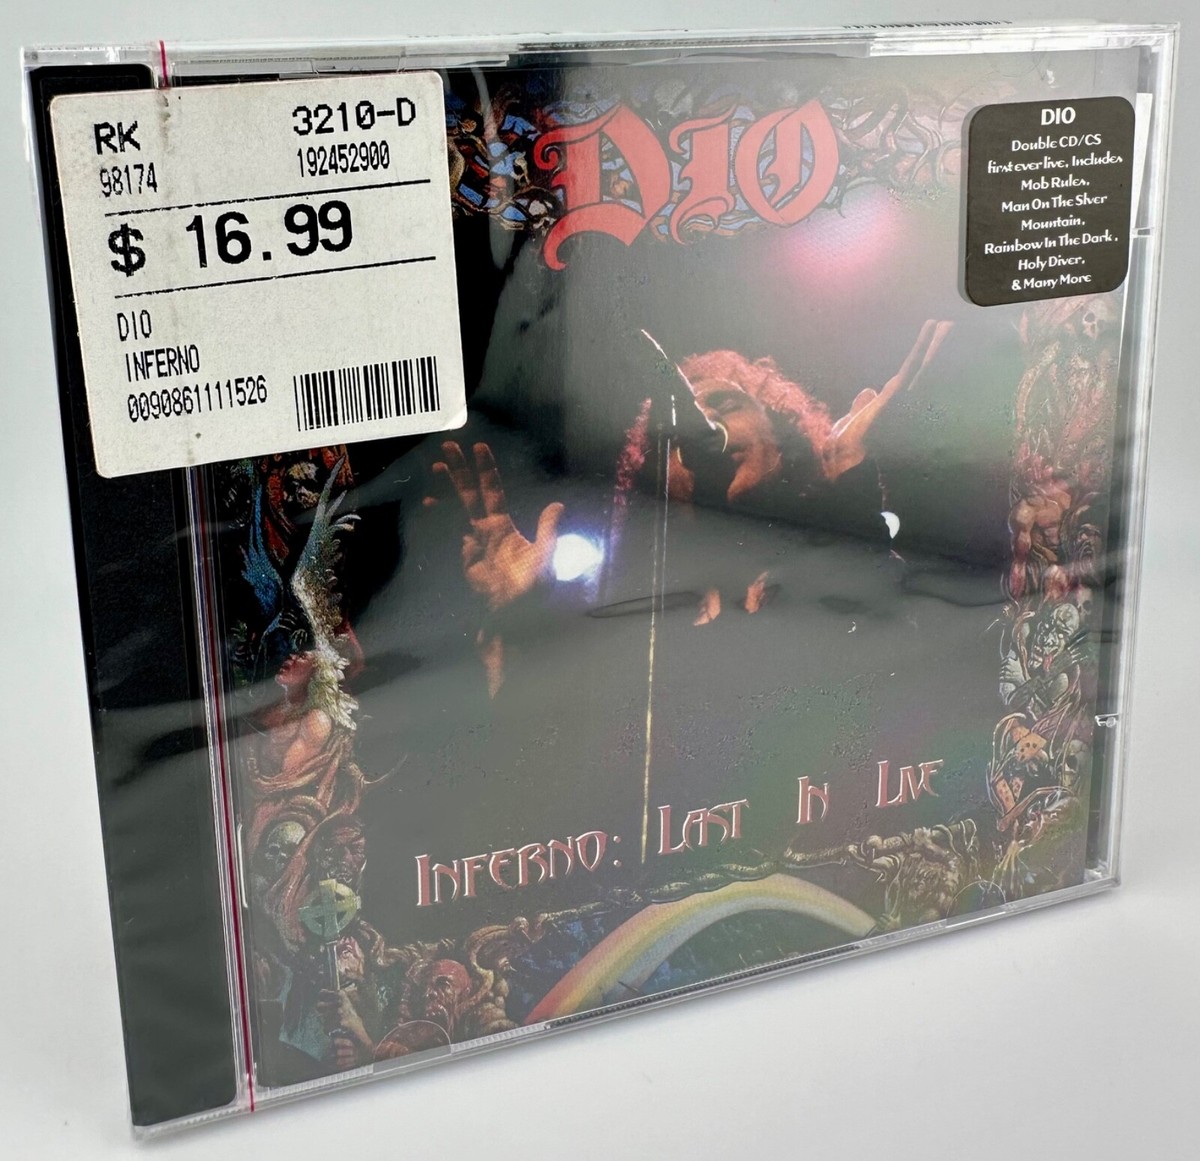 RK 3210-D
98174 192452900
$ 16.99
DIO
INFERNO
0090861111526
DIO
DIO
Double CD/CS
first ever live, Includes
Mob Rules,
Man On The Slver
Mountain,
Rainbow In The Dark,
Holy Diver,
& Many More
INFERNO: LAST IN LIVE